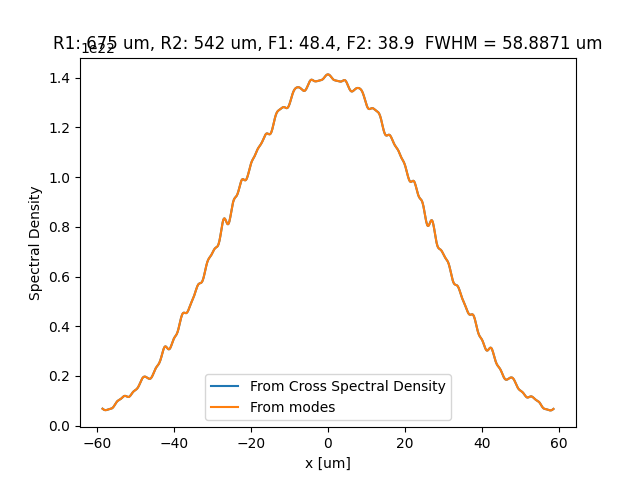 R1: 675 um, R2: 542 um, F1: 48.4, F2: 38.9  FWHM = 58.8871 um
1e22
1.4
1.2
1.0
0.8
0.6
0.4
0.2
0.0
Spectral Density
From Cross Spectral Density
From modes
−60
−40
−20
0
20
40
60
x [um]